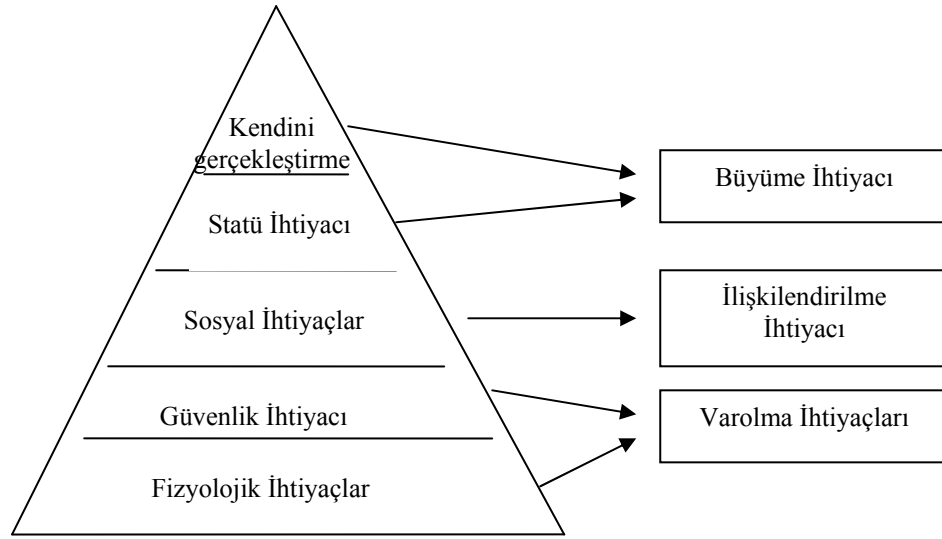 Kendini
gerçekleştirme
Statü İhtiyacı
Sosyal İhtiyaçlar
Güvenlik İhtiyacı
Fizyolojik İhtiyaçlar
Büyüme İhtiyacı
İlişkilendirilme
İhtiyacı
Varolma İhtiyaçları